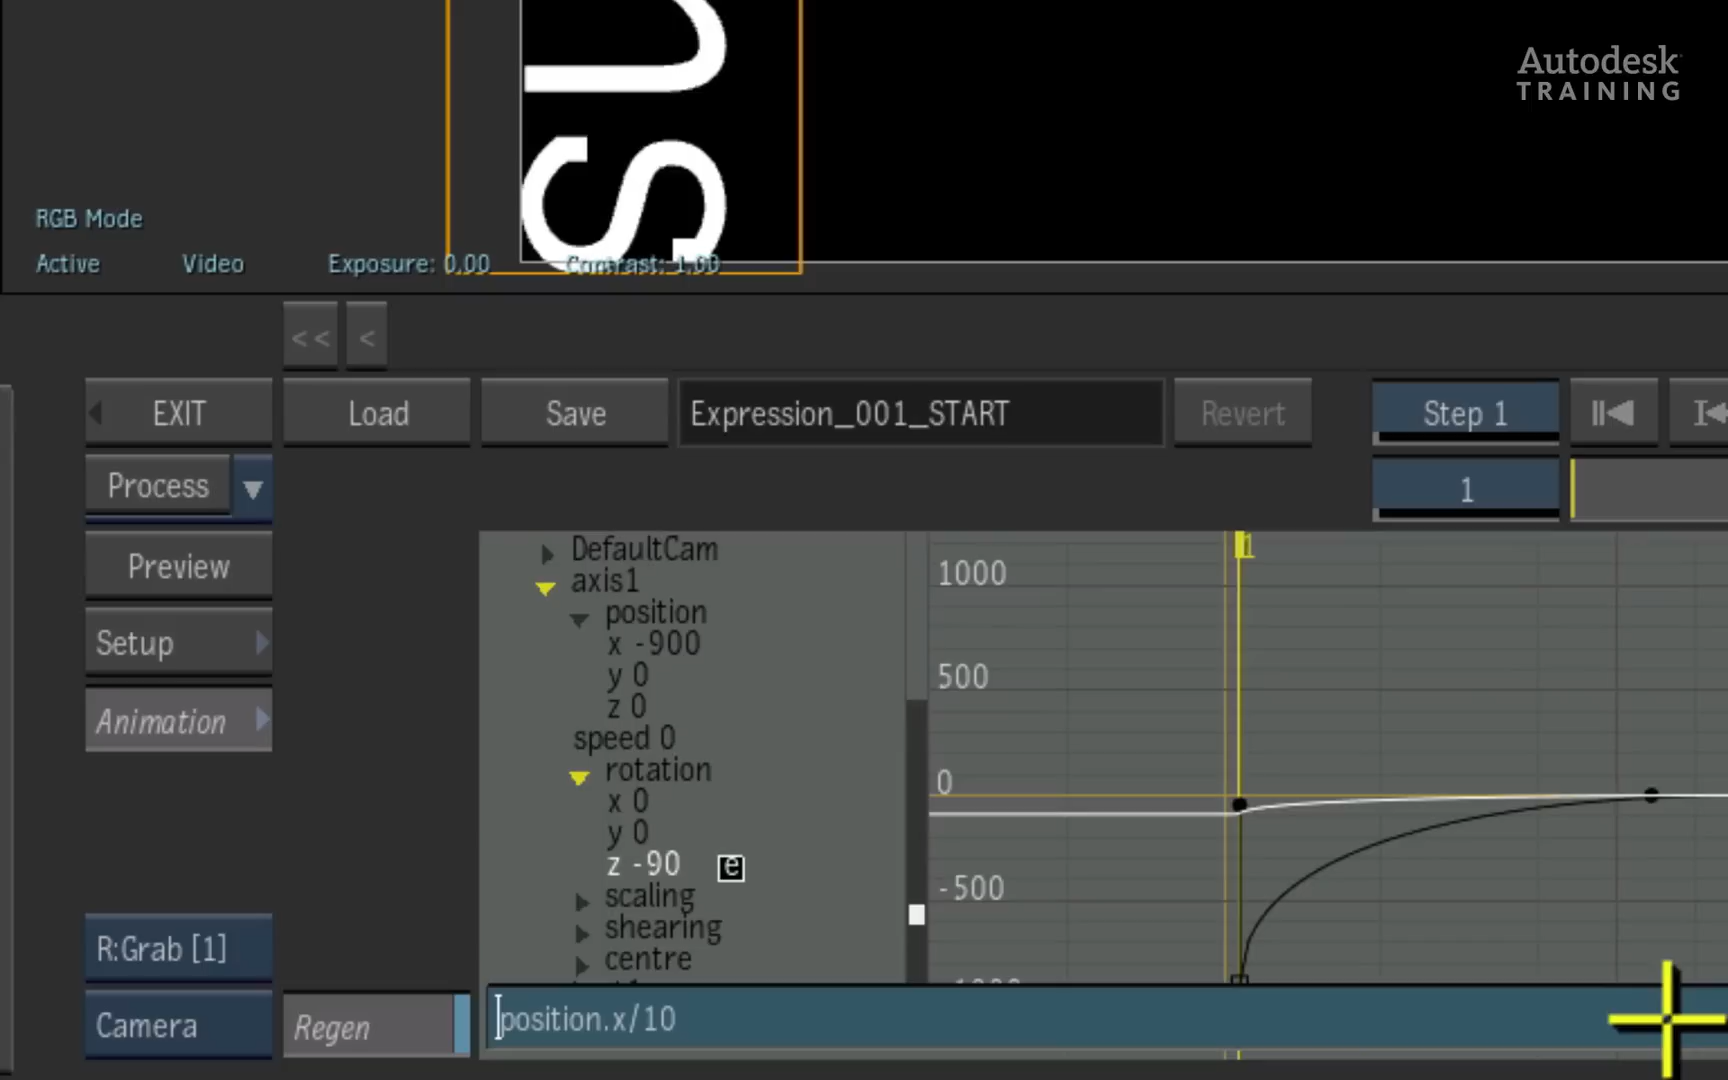 Autodesk
TRAINING
su
RGB Mode
Active Video Exposure: 0.00 Contrast: 1.00
<< <
EXIT Load Save Expression_001_START Revert Step 1
Process 1
Preview
Setup
Animation
R:Grab [1]
Camera Regen
DefaultCam
axis1
position
x -900
y 0
z 0
speed 0
rotation
x 0
y 0
z -90 e
scaling
shearing
centre
1
1000
500
0
-500
position.x/10